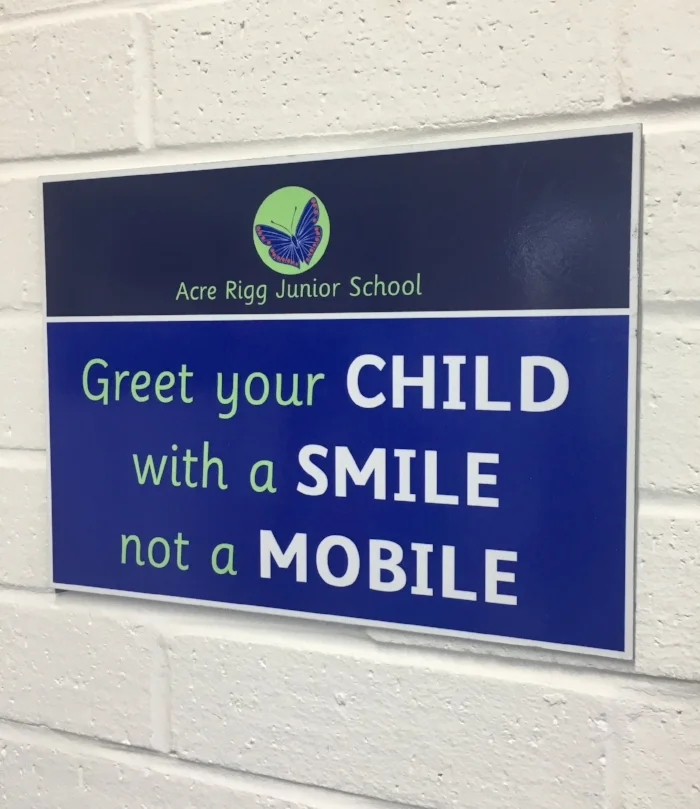 Acre Rigg Junior School
Greet your CHILD
with a SMILE
not a MOBILE